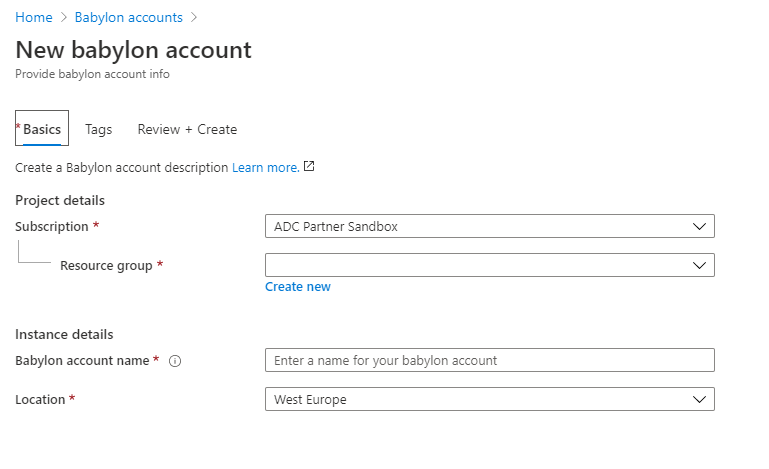 Home > Babylon accounts >
New babylon account
Provide babylon account info
* Basics Tags Review + Create
Create a Babylon account description Learn more.
Project details
Subscription * ADC Partner Sandbox
Resource group *
Create new
Instance details
Babylon account name * Enter a name for your babylon account
Location * West Europe